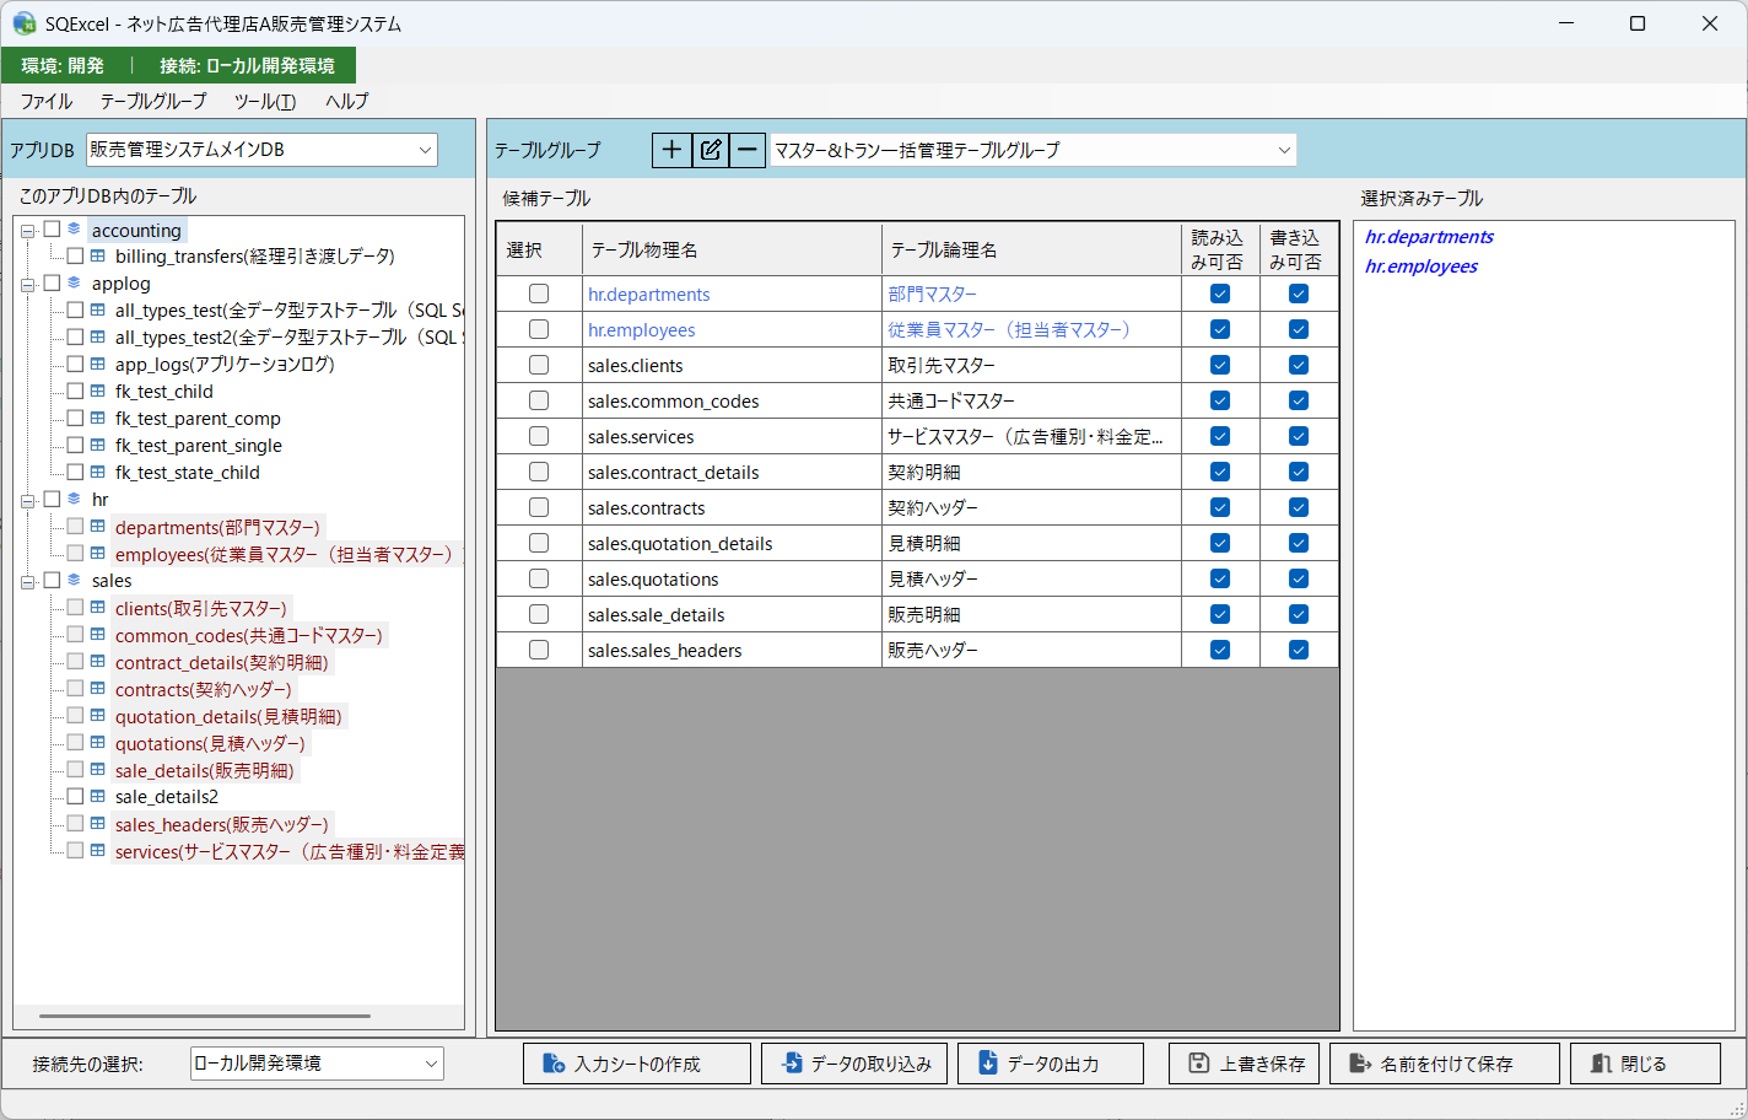 SQExcel - ネット広告代理店A販売管理システム
環境: 開発 | 接続: ローカル開発環境
ファイル テーブルグループ ツール(T) ヘルプ
アプリDB 販売管理システムメインDB
テーブルグループ マスター&トラン一括管理テーブルグループ
このアプリDB内のテーブル
accounting
billing_transfers(経理引き渡しデータ)
applog
all_types_test(全データ型テストテーブル（SQL Se
all_types_test2(全データ型テストテーブル（SQL
app_logs(アプリケーションログ)
fk_test_child
fk_test_parent_comp
fk_test_parent_single
fk_test_state_child
hr
departments(部門マスター)
employees(従業員マスター（担当者マスター）
sales
clients(取引先マスター)
common_codes(共通コードマスター)
contract_details(契約明細)
contracts(契約ヘッダー)
quotation_details(見積明細)
quotations(見積ヘッダー)
sale_details(販売明細)
sale_details2
sales_headers(販売ヘッダー)
services(サービスマスター（広告種別・料金定義
候補テーブル
選択 テーブル物理名 テーブル論理名 読み込み可否 書き込み可否
hr.departments 部門マスター
hr.employees 従業員マスター（担当者マスター）
sales.clients 取引先マスター
sales.common_codes 共通コードマスター
sales.services サービスマスター（広告種別・料金定...
sales.contract_details 契約明細
sales.contracts 契約ヘッダー
sales.quotation_details 見積明細
sales.quotations 見積ヘッダー
sales.sale_details 販売明細
sales.sales_headers 販売ヘッダー
選択済みテーブル
hr.departments
hr.employees
接続先の選択: ローカル開発環境
入力シートの作成 データの取り込み データの出力 上書き保存 名前を付けて保存 閉じる